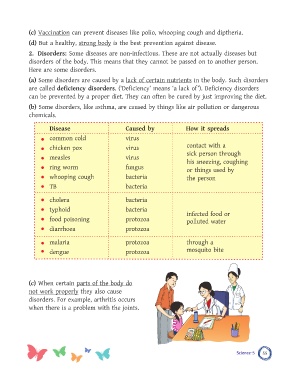 (c) Vaccination can prevent diseases like polio, whooping cough and diptheria.
(d) But a healthy, strong body is the best prevention against disease.
2. Disorders: Some diseases are non-infectious. These are not actually diseases but
disorders of the body. This means that they cannot be passed on to another person.
Here are some disorders.
(a) Some disorders are caused by a lack of certain nutrients in the body. Such disorders
are called deficiency disorders. ('Deficiency' means 'a lack of'). Deficiency disorders
can be prevented by a proper diet. They can often be cured by just improving the diet.
(b) Some disorders, like asthma, are caused by things like air pollution or dangerous
chemicals.
Disease Caused by How it spreads
common cold virus
chicken pox virus
measles virus
ring worm fungus
whooping cough bacteria
TB bacteria
contact with a
sick person through
his sneezing, coughing
or things used by
the person
cholera bacteria
typhoid bacteria
food poisoning protozoa
diarrhoea protozoa
infected food or
polluted water
malaria protozoa through a
dengue protozoa mosquito bite
(c) When certain parts of the body do
not work properly they also cause
disorders. For example, arthritis occurs
when there is a problem with the joints.
Science-5 55